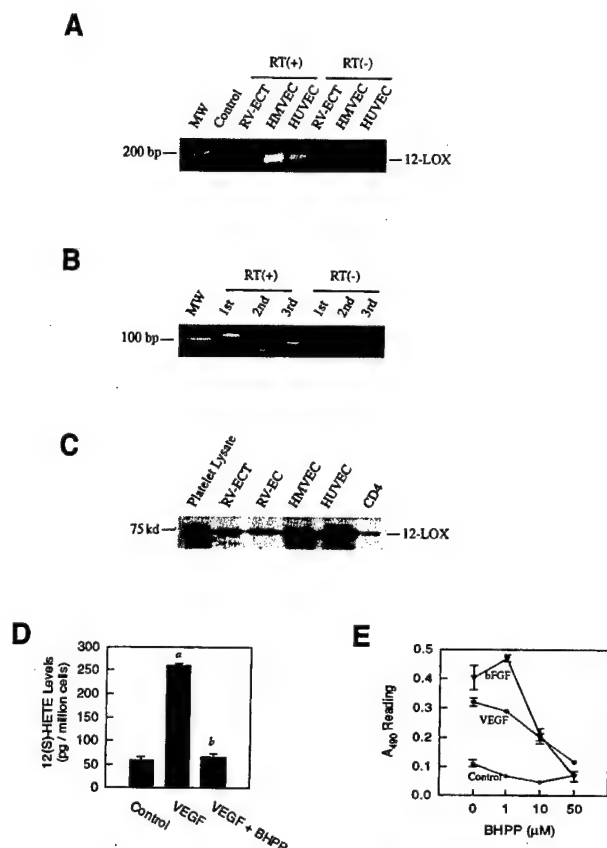 A
RT(+) RT(-)
MW Control RV-ECT HMVEC HUVEC RV-ECT HMVEC HUVEC
200 bp 12-LOX
B
RT(+) RT(-)
MW 1st 2nd 3rd 1st 2nd 3rd
100 bp
C
Platelet Lysate RV-ECT RV-EC HMVEC HUVEC CD4
75 kd 12-LOX
D
12(S)-HETE Levels
(pg / million cells)
300
250
200
150
100
50
0
a
b
Control VEGF VEGF + BHPP
E
A490 Reading
0.5
0.4
0.3
0.2
0.1
0.0
bFGF
VEGF
Control
0 1 10 50
BHPP (μM)